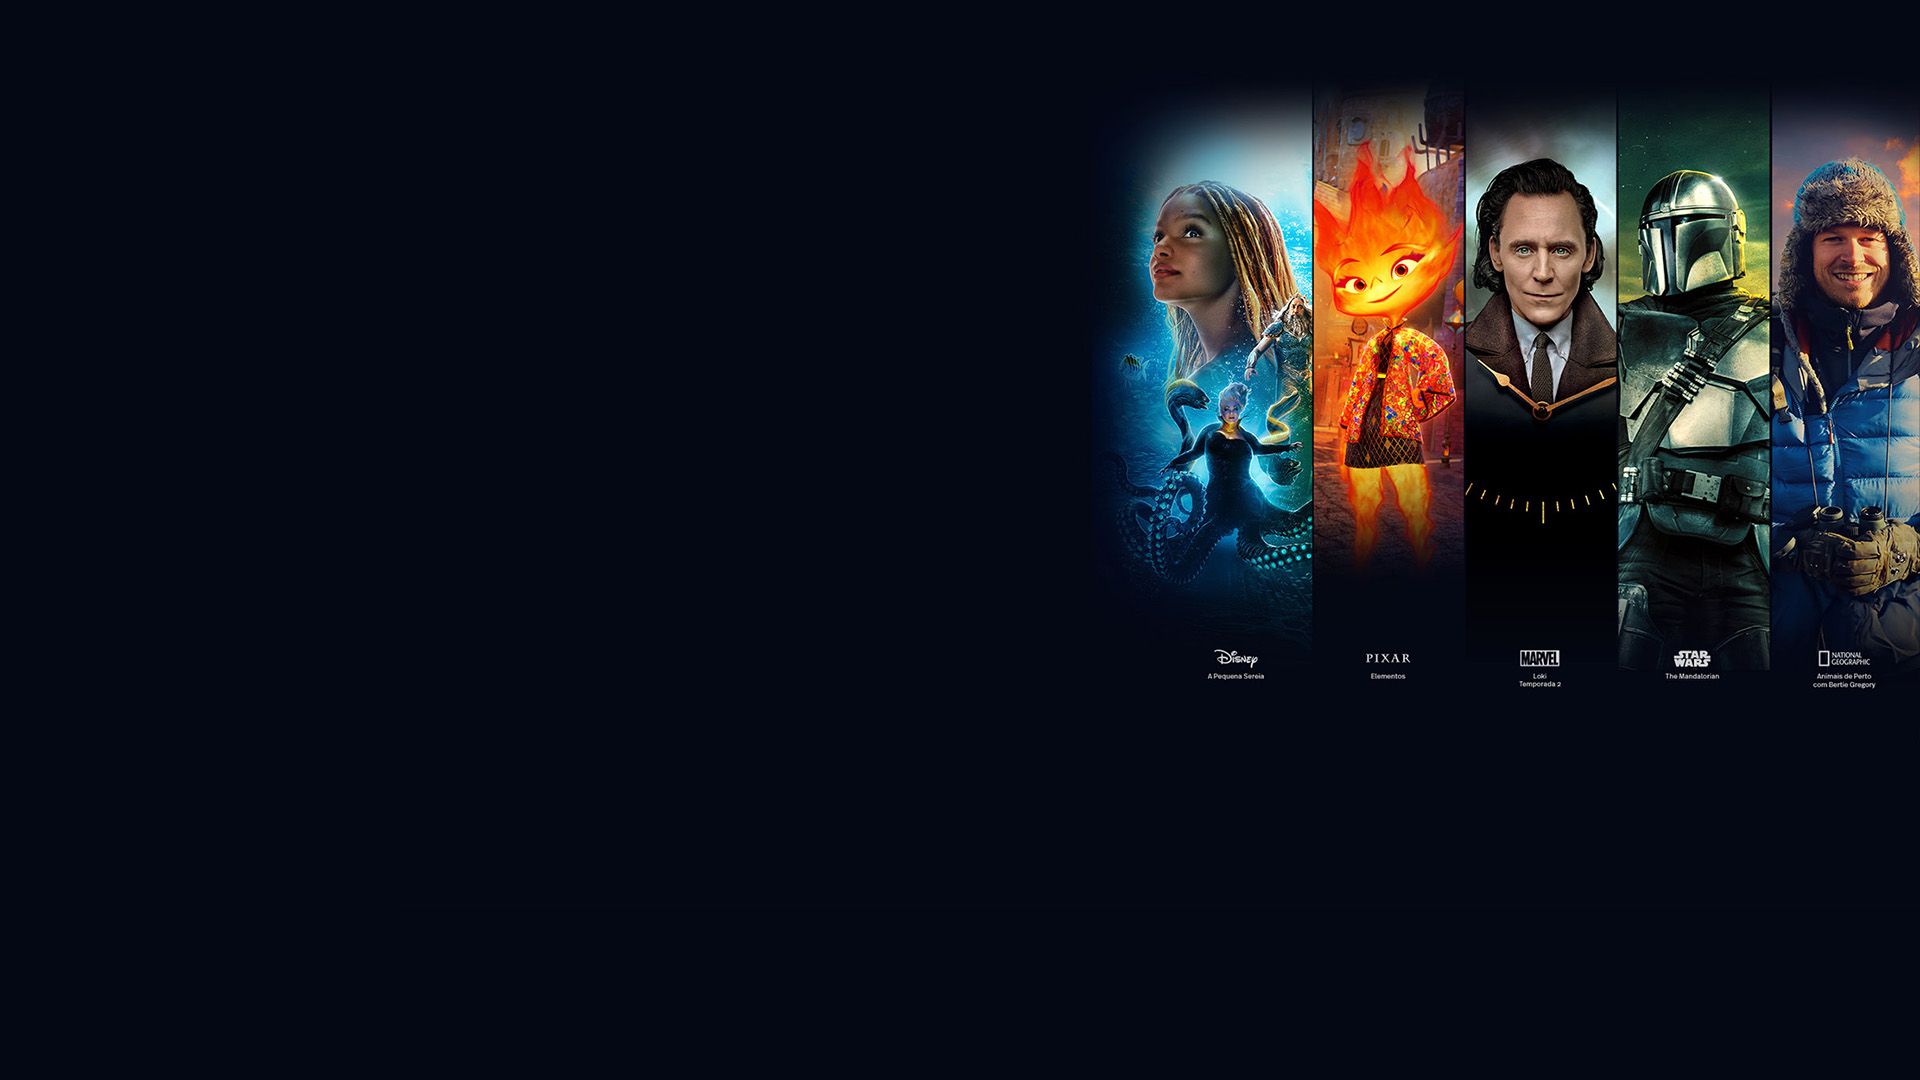 Disney
A Pequena Sereia
PIXAR
Elementos
MARVEL
Loki
Temporada 2
STAR
WARS
The Mandalorian
NATIONAL
GEOGRAPHIC
Animais de Perto
com Bertie Gregory